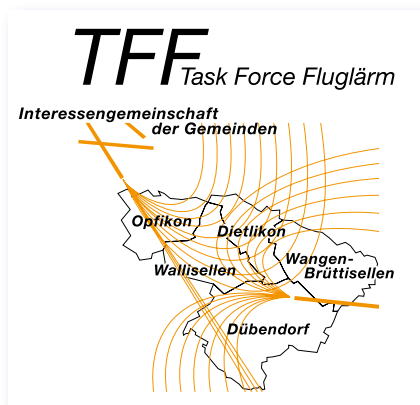 TFF Task Force Fluglärm
Interessengemeinschaft
der Gemeinden
Opfikon
Dietlikon
Wallisellen
Wangen-
Brüttisellen
Dübendorf